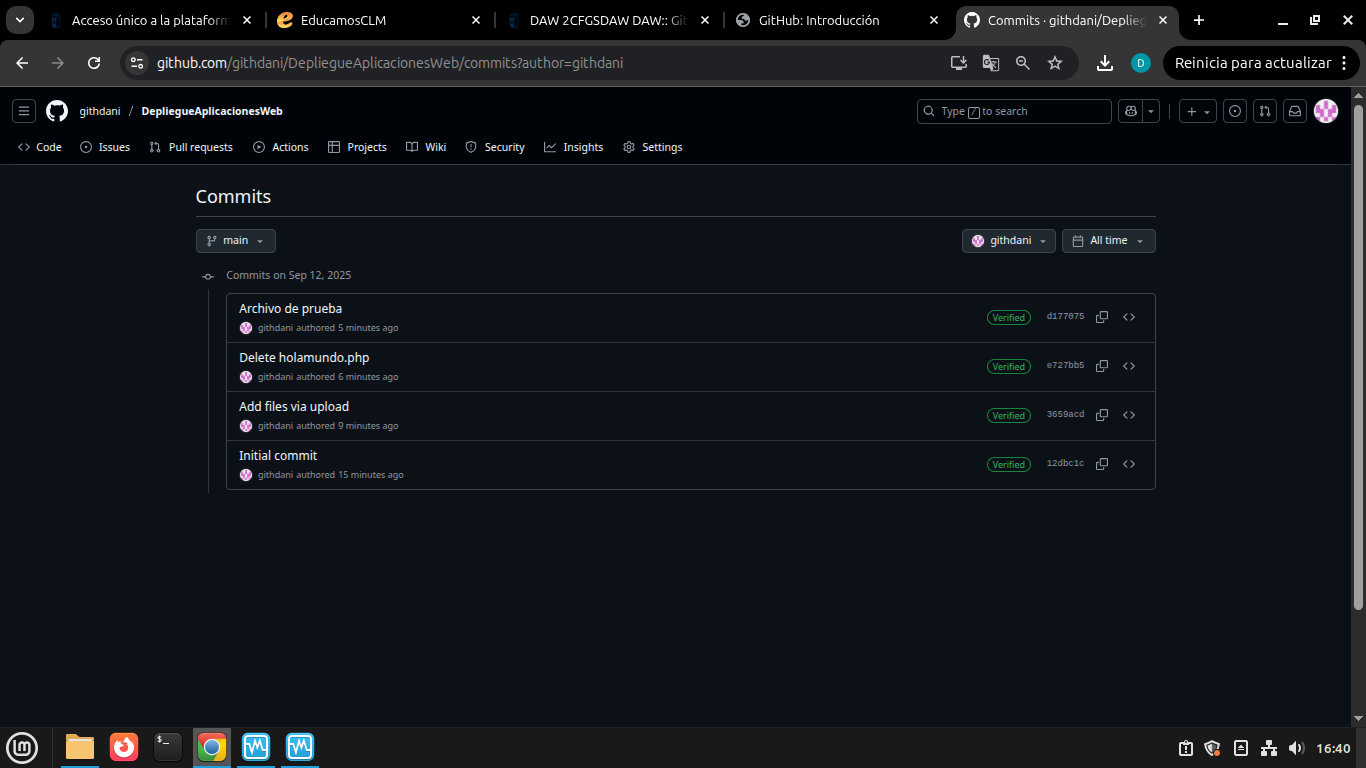 Acceso único a la plataform
EducamosCLM
DAW 2CFGSDAW DAW:: Git
GitHub: Introducción
Commits · githdani/Depliegu
github.com/githdani/DepliegueAplicacionesWeb/commits?author=githdani
D
Reinicia para actualizar
githdani / DepliegueAplicacionesWeb
Type / to search
Code
Issues
Pull requests
Actions
Projects
Wiki
Security
Insights
Settings
Commits
main
githdani
All time
Commits on Sep 12, 2025
Archivo de prueba
githdani authored 5 minutes ago
Verified
d177075
Delete holamundo.php
githdani authored 6 minutes ago
Verified
e727bb5
Add files via upload
githdani authored 9 minutes ago
Verified
3659acd
Initial commit
githdani authored 15 minutes ago
Verified
12dbc1c
16:40